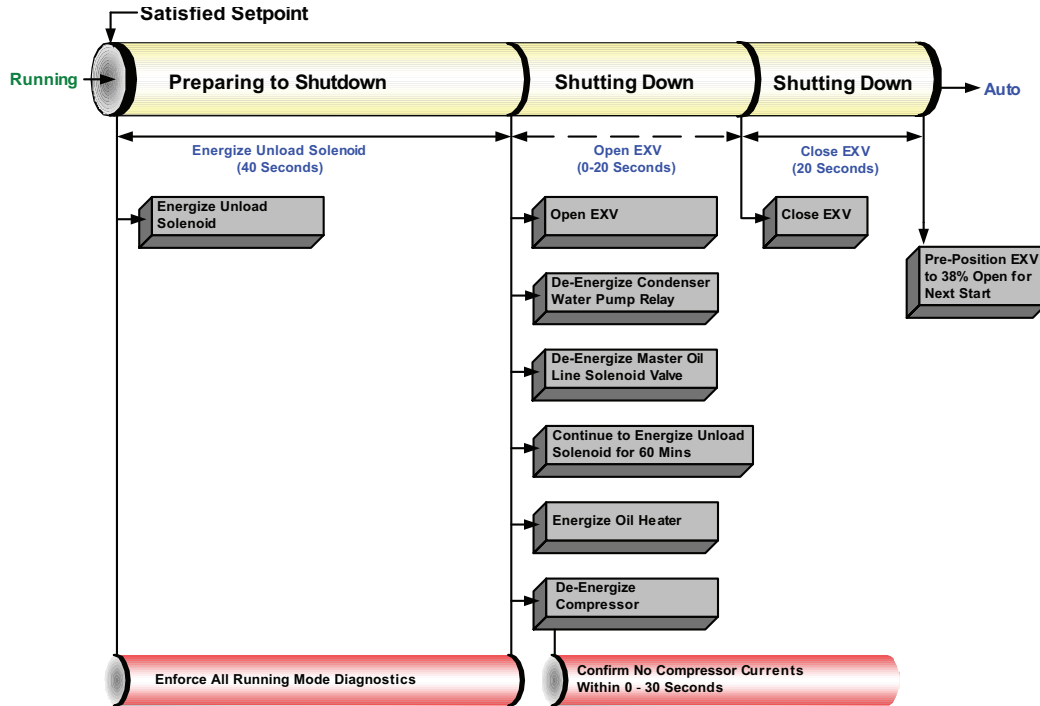 Satisfied Setpoint
Running
Preparing to Shutdown
Shutting Down
Shutting Down
Auto
Energize Unload Solenoid
(40 Seconds)
Open EXV
(0-20 Seconds)
Close EXV
(20 Seconds)
Energize Unload
Solenoid
Open EXV
Close EXV
Pre-Position EXV
to 38% Open for
Next Start
De-Energize Condenser
Water Pump Relay
De-Energize Master Oil
Line Solenoid Valve
Continue to Energize Unload
Solenoid for 60 Mins
Energize Oil Heater
De-Energize
Compressor
Enforce All Running Mode Diagnostics
Confirm No Compressor Currents
Within 0 - 30 Seconds